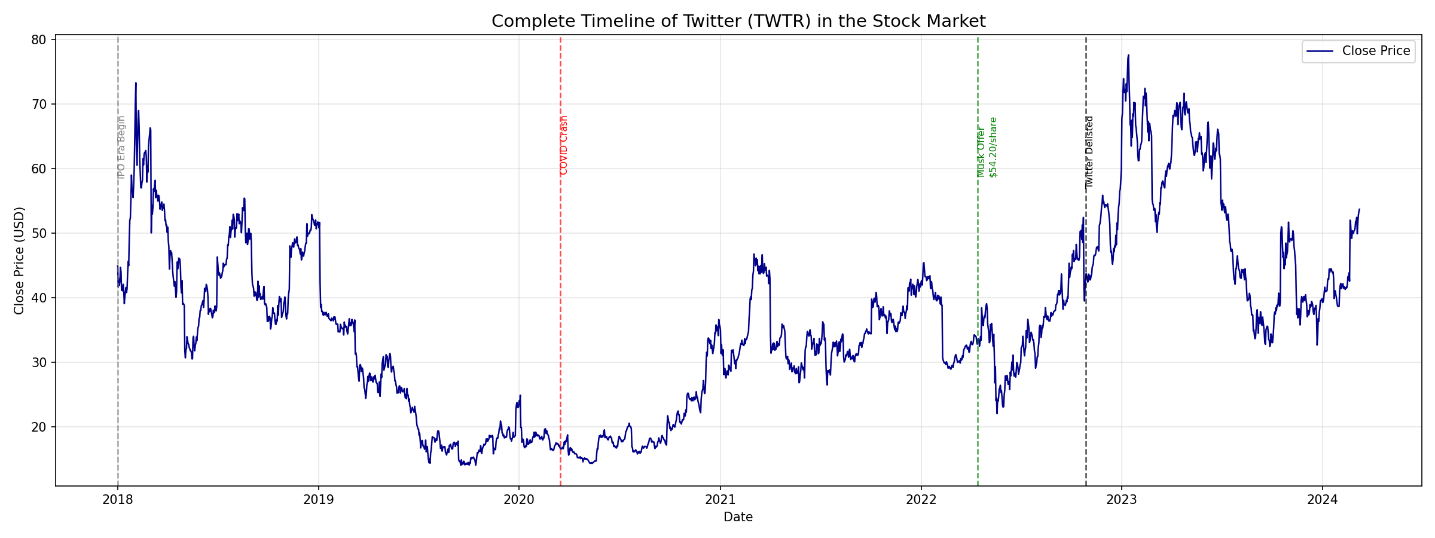 Complete Timeline of Twitter (TWTR) in the Stock Market
Close Price
IPO Era Begin
COVID Crash
Musk Offer
$54.20/share
Twitter Delisted
Close Price (USD)
80
70
60
50
40
30
20
2018
2019
2020
2021
2022
2023
2024
Date